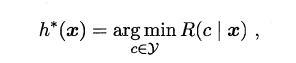 h*(x) = arg min R(c | x) ,
c∈𝒴